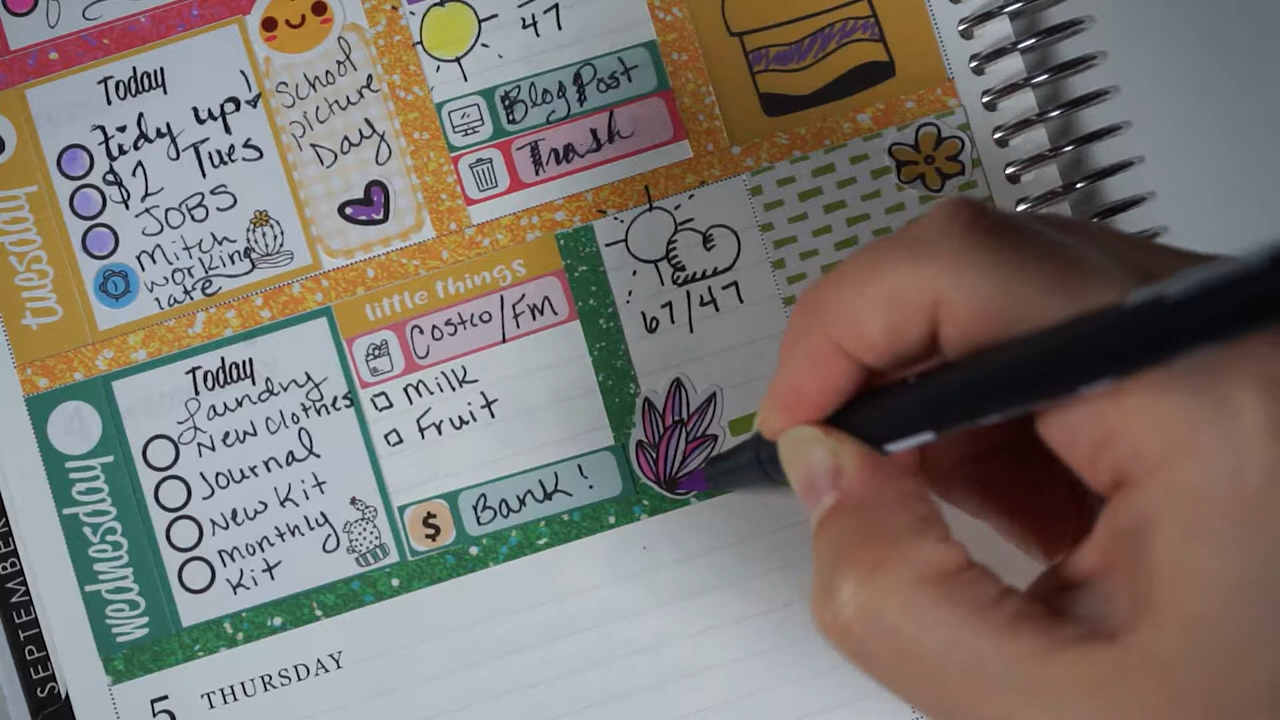 47
Today
tidy up!
$2 Tues
JOBS
Mitch
working
late
School
picture
Day
Blog Post
Trash
tuesday
67/47
little things
Costco/Fm
Milk
Fruit
$
Bank!
Today
Laundry
New Clothes
Journal
New Kit
monthly
Kit
wednesday
4
SEPTEMBER
5 THURSDAY